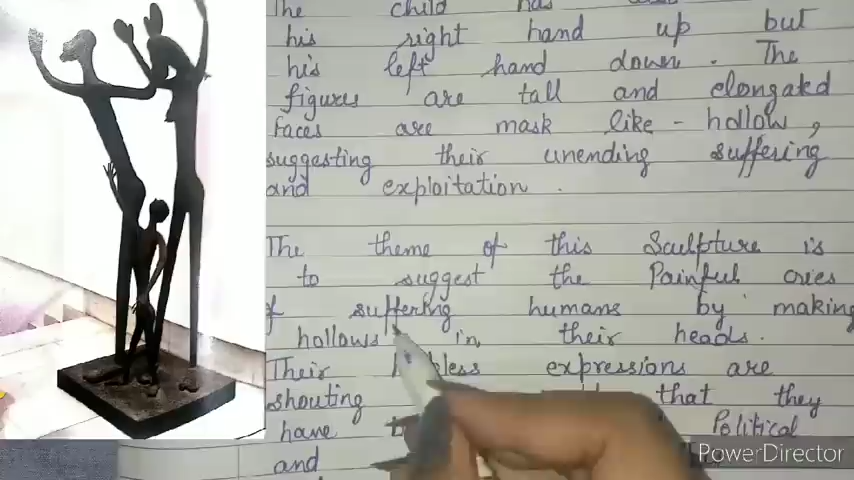 The child has
his right hand up but
his left hand down. The
figures are tall and elongated
faces are mask like - hollow,
suggesting their unending suffering
and exploitation.
The theme of this Sculpture is
to suggest the Painful cries
of suffering humans by making
hollows in their heads.
Their expressions are
shouting that they
have Political
and
PowerDirector